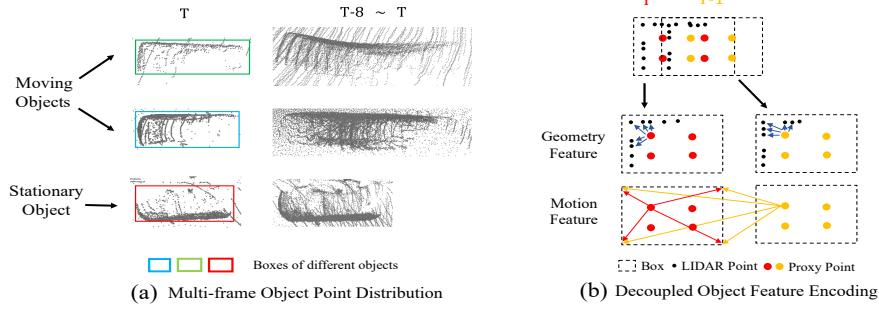 T
T-8 ~ T
Moving
Objects
Stationary
Object
Boxes of different objects
(a) Multi-frame Object Point Distribution
Geometry
Feature
Motion
Feature
Box
LIDAR Point
Proxy Point
(b) Decoupled Object Feature Encoding